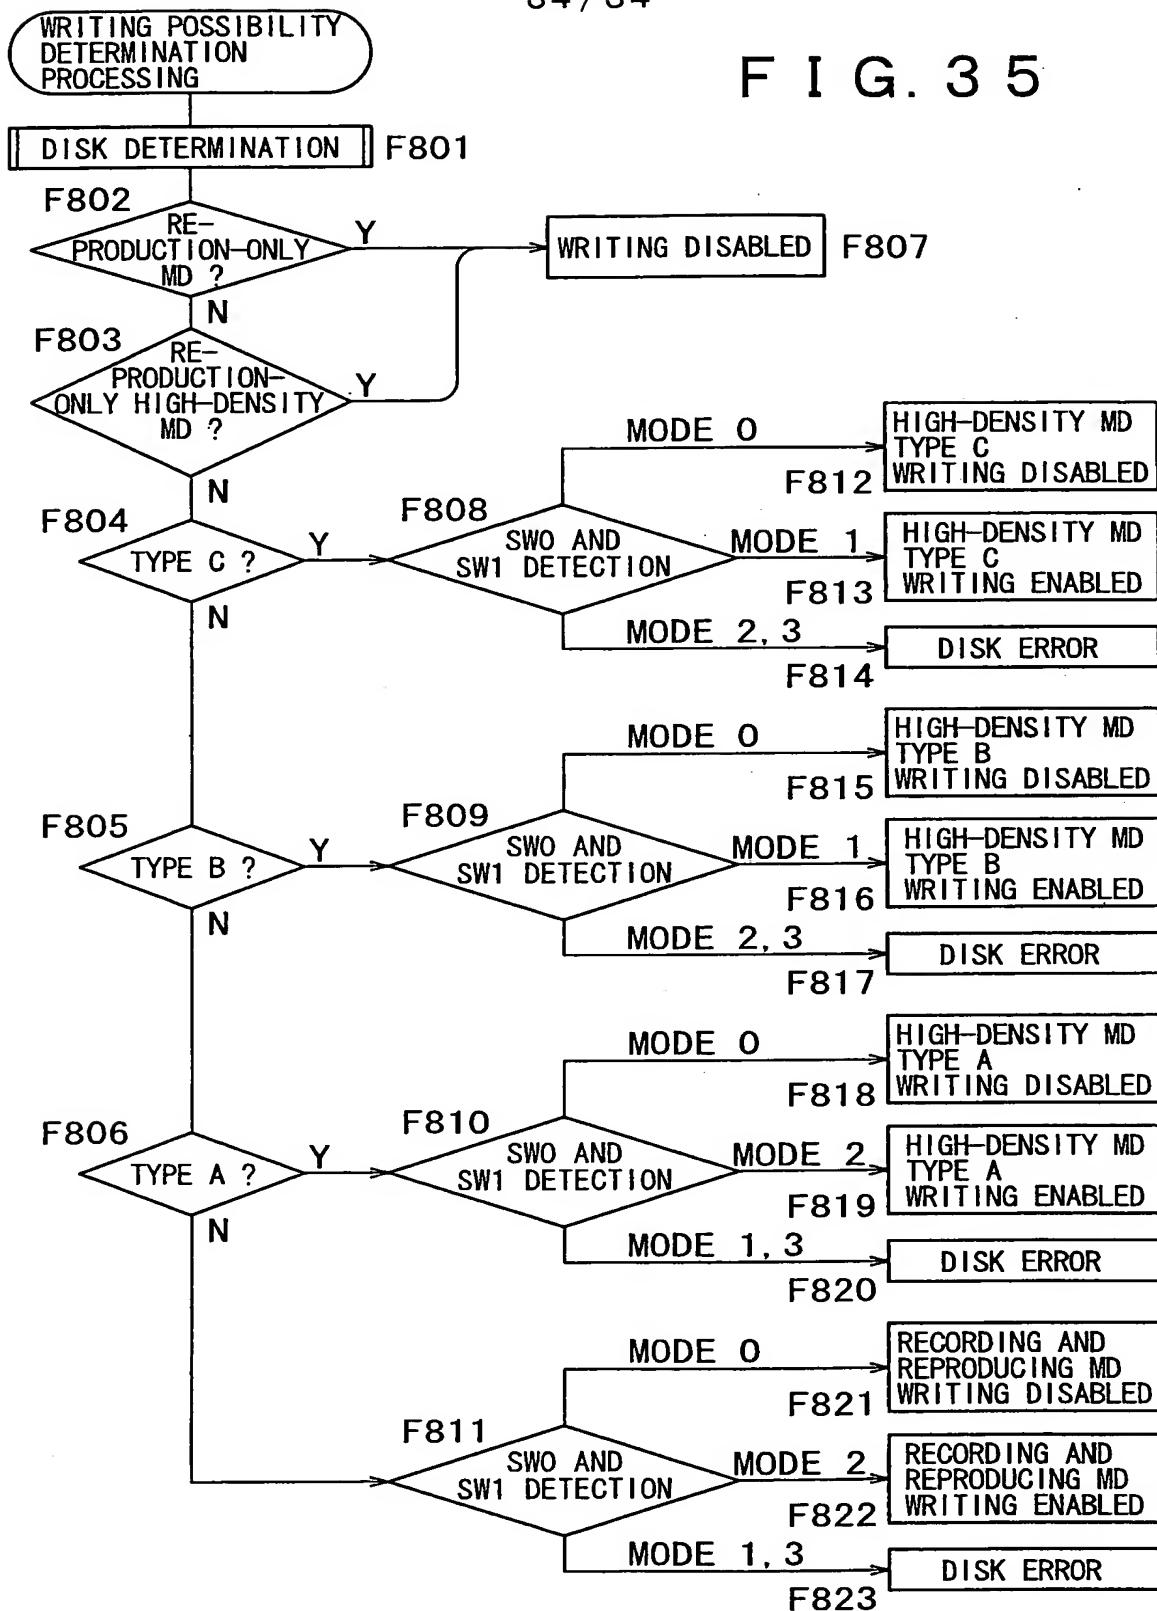 34/34
FIG. 35
WRITING POSSIBILITY
DETERMINATION
PROCESSING
DISK DETERMINATION
F801
F802
RE-
PRODUCTION-ONLY
MD ?
Y
N
WRITING DISABLED
F807
F803
RE-
PRODUCTION-
ONLY HIGH-DENSITY
MD ?
Y
N
F804
TYPE C ?
Y
N
F808
SW0 AND
SW1 DETECTION
MODE 0
F812
HIGH-DENSITY MD
TYPE C
WRITING DISABLED
MODE 1
F813
HIGH-DENSITY MD
TYPE C
WRITING ENABLED
MODE 2, 3
F814
DISK ERROR
F805
TYPE B ?
Y
N
F809
SW0 AND
SW1 DETECTION
MODE 0
F815
HIGH-DENSITY MD
TYPE B
WRITING DISABLED
MODE 1
F816
HIGH-DENSITY MD
TYPE B
WRITING ENABLED
MODE 2, 3
F817
DISK ERROR
F806
TYPE A ?
Y
N
F810
SW0 AND
SW1 DETECTION
MODE 0
F818
HIGH-DENSITY MD
TYPE A
WRITING DISABLED
MODE 2
F819
HIGH-DENSITY MD
TYPE A
WRITING ENABLED
MODE 1, 3
F820
DISK ERROR
F811
SW0 AND
SW1 DETECTION
MODE 0
F821
RECORDING AND
REPRODUCING MD
WRITING DISABLED
MODE 2
F822
RECORDING AND
REPRODUCING MD
WRITING ENABLED
MODE 1, 3
F823
DISK ERROR